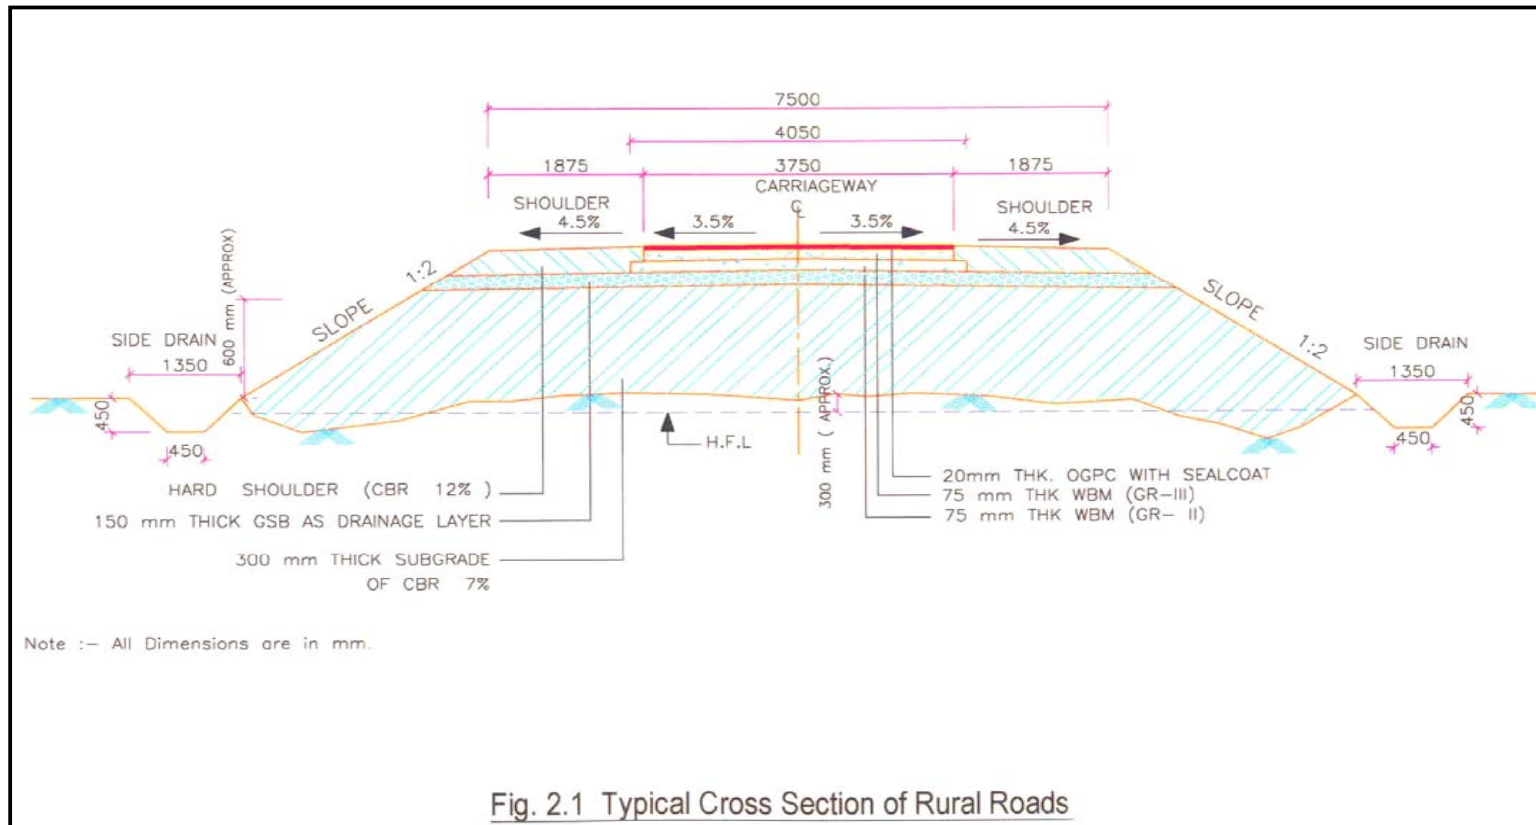 7500
4050
1875
3750
1875
CARRIAGEWAY
℄
SHOULDER
4.5%
3.5%
3.5%
SHOULDER
4.5%
1:2
SLOPE
600 mm (APPROX)
SLOPE
1:2
SIDE DRAIN
1350
SIDE DRAIN
1350
450
450
450
450
H.F.L
300 mm ( APPROX.)
HARD SHOULDER (CBR 12% )
150 mm THICK GSB AS DRAINAGE LAYER
300 mm THICK SUBGRADE
OF CBR 7%
20mm THK. OGPC WITH SEALCOAT
75 mm THK WBM (GR-III)
75 mm THK WBM (GR- II)
Note :- All Dimensions are in mm.
Fig. 2.1 Typical Cross Section of Rural Roads